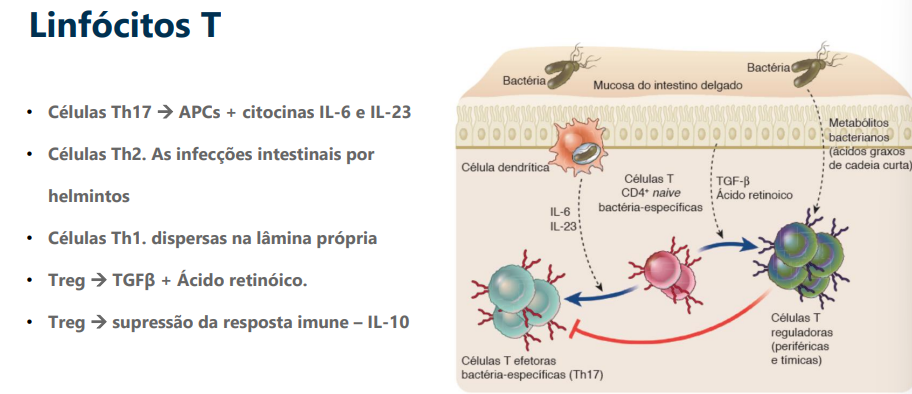 Linfócitos T
• Células Th17 → APCs + citocinas IL-6 e IL-23
• Células Th2. As infecções intestinais por
helmintos
• Células Th1. dispersas na lâmina própria
• Treg → TGFβ + Ácido retinóico.
• Treg → supressão da resposta imune – IL-10
Bactéria
Mucosa do intestino delgado
Bactéria
Metabólitos
bacterianos
(ácidos graxos
de cadeia curta)
Célula dendrítica
Células T
CD4⁺ naive
bactéria-específicas
TGF-β
Ácido retinoico
IL-6
IL-23
Células T
reguladoras
(periféricas
e tímicas)
Células T efetoras
bactéria-específicas (Th17)